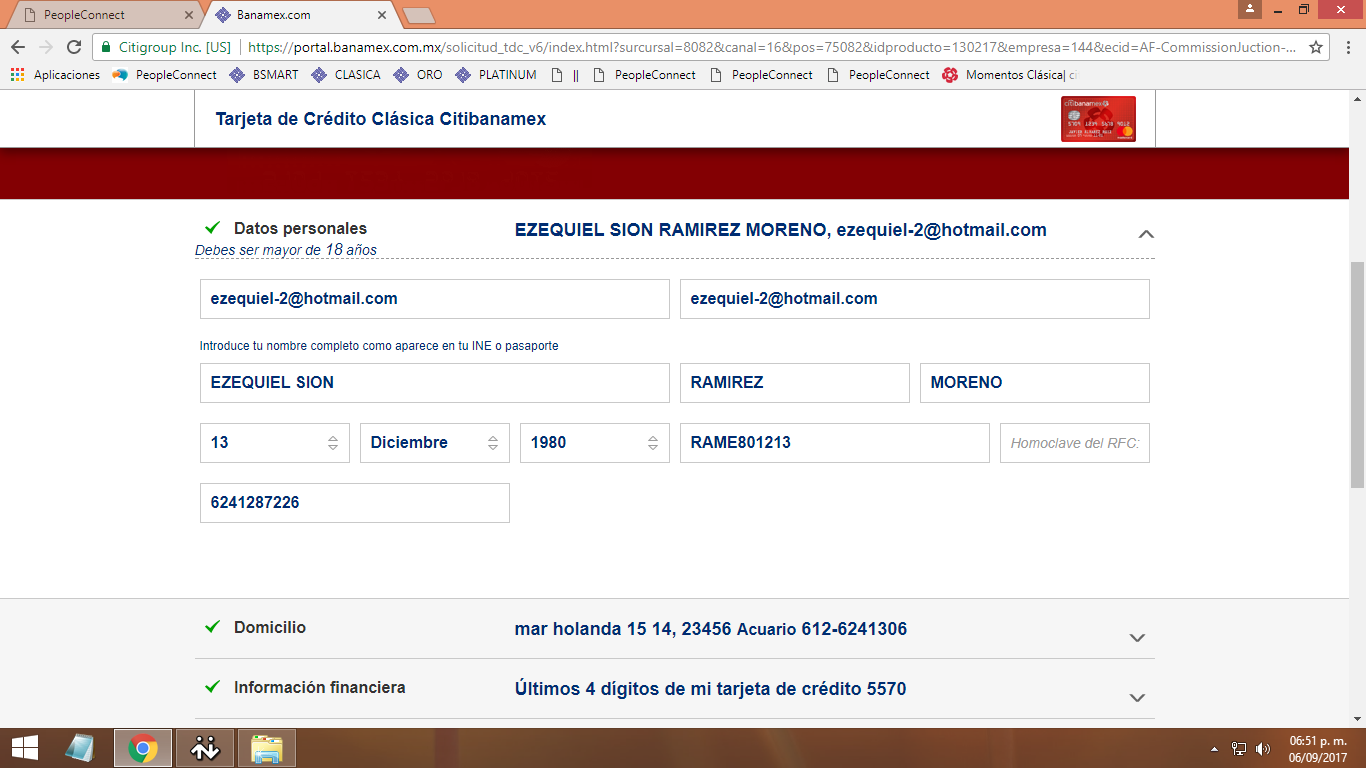 PeopleConnect
Banamex.com
Citigroup Inc. [US] https://portal.banamex.com.mx/solicitud_tdc_v6/index.html?surcursal=8082&canal=16&pos=75082&idproducto=130217&empresa=144&ecid=AF-CommissionJuction-...
Aplicaciones PeopleConnect BSMART CLASICA ORO PLATINUM || PeopleConnect PeopleConnect PeopleConnect Momentos Clásica| ci
Tarjeta de Crédito Clásica Citibanamex
citibanamex
Datos personales EZEQUIEL SION RAMIREZ MORENO, ezequiel-2@hotmail.com
Debes ser mayor de 18 años
ezequiel-2@hotmail.com ezequiel-2@hotmail.com
Introduce tu nombre completo como aparece en tu INE o pasaporte
EZEQUIEL SION RAMIREZ MORENO
13 Diciembre 1980 RAME801213 Homoclave del RFC:
6241287226
Domicilio mar holanda 15 14, 23456 Acuario 612-6241306
Información financiera Últimos 4 dígitos de mi tarjeta de crédito 5570
06:51 p. m.
06/09/2017